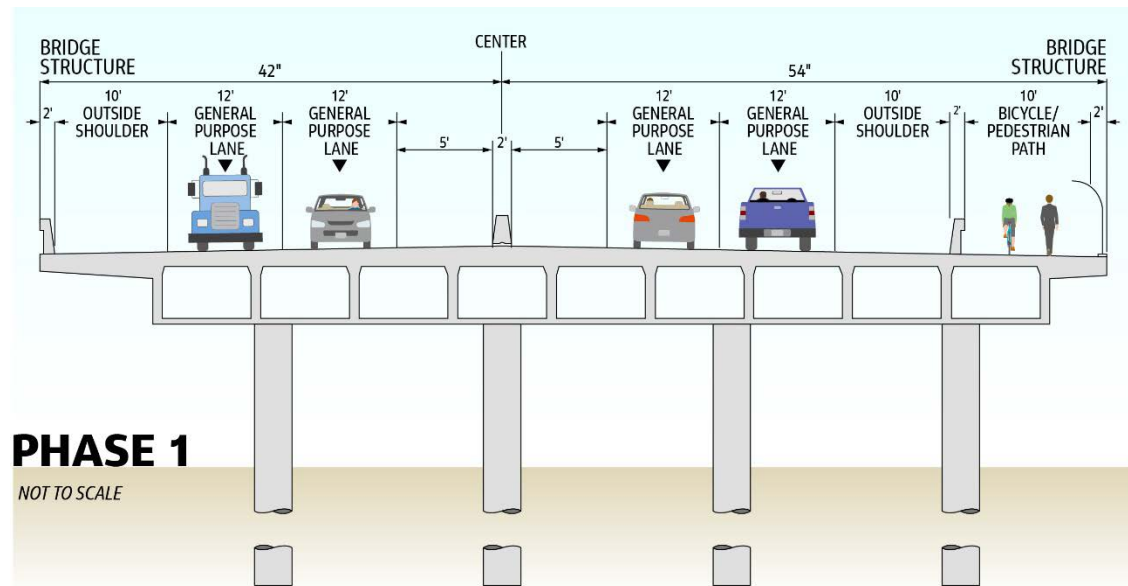 CENTER
BRIDGE
STRUCTURE
BRIDGE
STRUCTURE
42"
54"
2'
10'
OUTSIDE
SHOULDER
12'
GENERAL
PURPOSE
LANE
12'
GENERAL
PURPOSE
LANE
5'
2'
5'
12'
GENERAL
PURPOSE
LANE
12'
GENERAL
PURPOSE
LANE
10'
OUTSIDE
SHOULDER
2'
10'
BICYCLE/
PEDESTRIAN
PATH
2'
PHASE 1
NOT TO SCALE